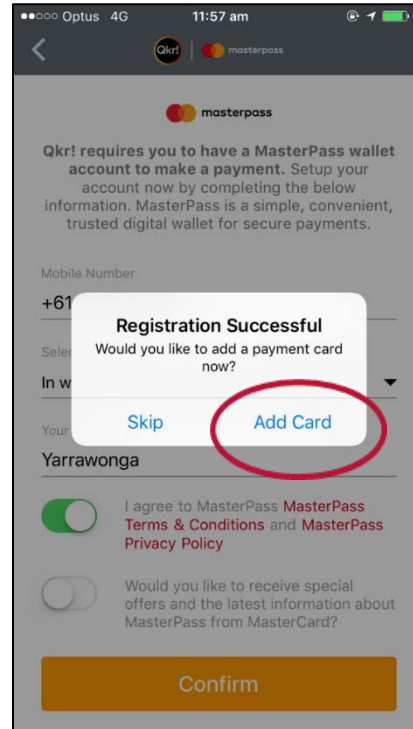 Optus 4G 11:57 am
Qkr! masterpass
masterpass
Qkr! requires you to have a MasterPass wallet
account to make a payment. Setup your
account now by completing the below
information. MasterPass is a simple, convenient,
trusted digital wallet for secure payments.
Mobile Number
+61
Registration Successful
Would you like to add a payment card
now?
In w
Skip Add Card
Your
Yarrawonga
I agree to MasterPass MasterPass
Terms & Conditions and MasterPass
Privacy Policy
Would you like to receive special
offers and the latest information about
MasterPass from MasterCard?
Confirm